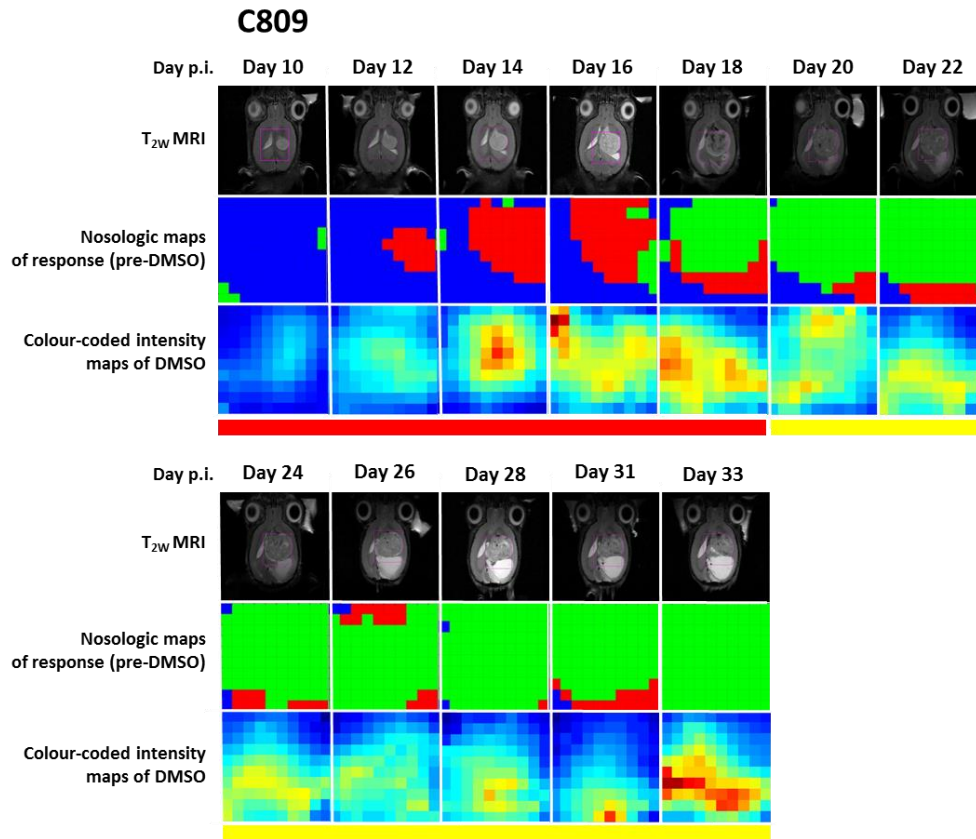 C809
Day p.i. Day 10 Day 12 Day 14 Day 16 Day 18 Day 20 Day 22
T2W MRI
Nosologic maps
of response (pre-DMSO)
Colour-coded intensity
maps of DMSO
Day p.i. Day 24 Day 26 Day 28 Day 31 Day 33
T2W MRI
Nosologic maps
of response (pre-DMSO)
Colour-coded intensity
maps of DMSO